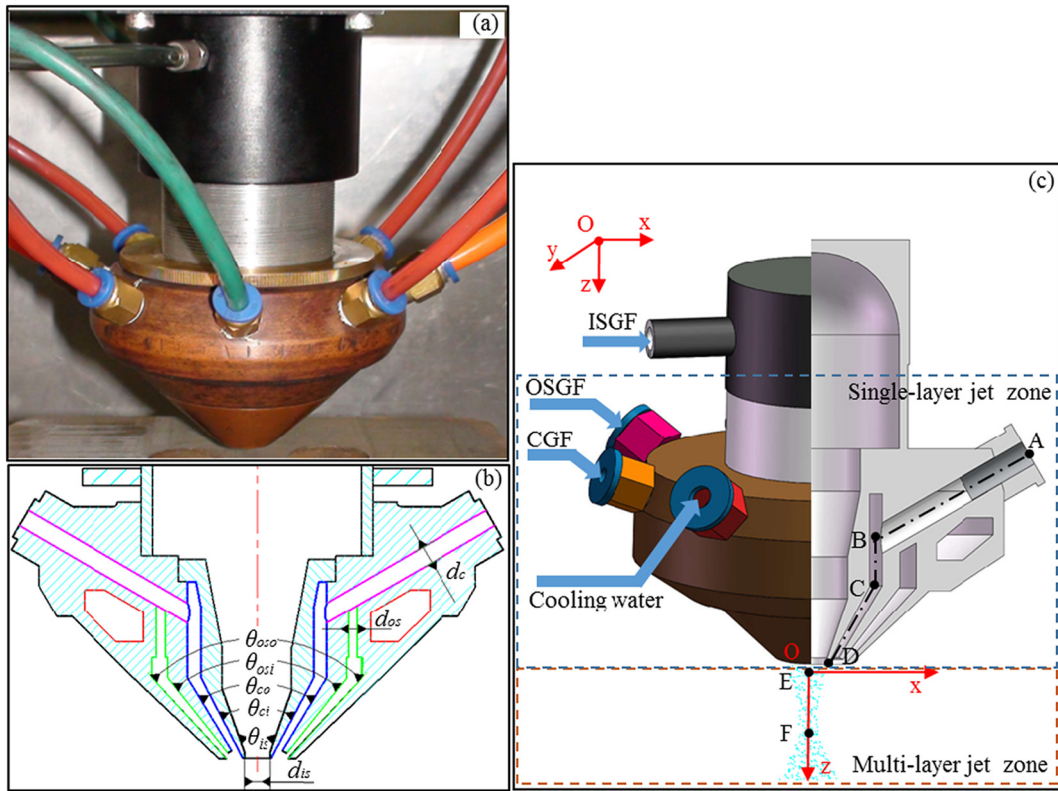 (a)
(b)
d_c
d_os
θ_oso
θ_osi
θ_co
θ_ci
θ_is
d_is
(c)
O
x
y
z
ISGF
OSGF
Single-layer jet zone
CGF
A
B
C
Cooling water
O
D
E
x
F
z
Multi-layer jet zone